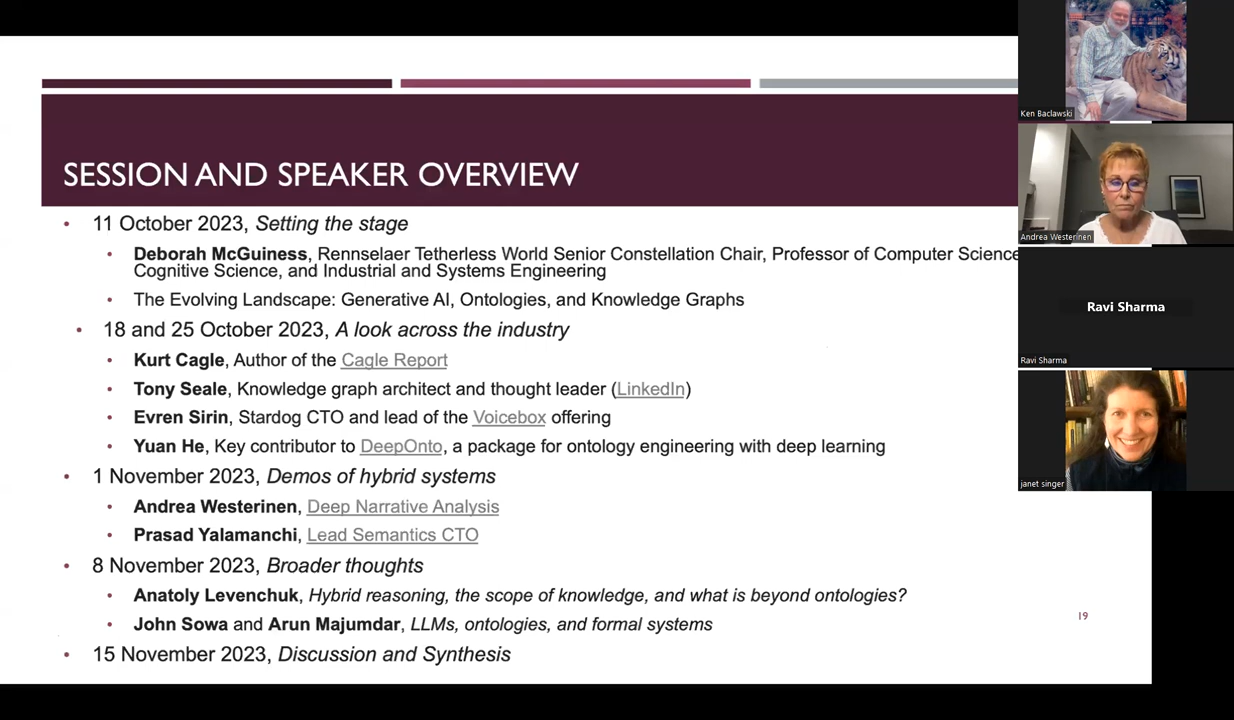 SESSION AND SPEAKER OVERVIEW
• 11 October 2023, Setting the stage
• Deborah McGuiness, Rennselaer Tetherless World Senior Constellation Chair, Professor of Computer Science
Cognitive Science, and Industrial and Systems Engineering
• The Evolving Landscape: Generative AI, Ontologies, and Knowledge Graphs
• 18 and 25 October 2023, A look across the industry
• Kurt Cagle, Author of the Cagle Report
• Tony Seale, Knowledge graph architect and thought leader (LinkedIn)
• Evren Sirin, Stardog CTO and lead of the Voicebox offering
• Yuan He, Key contributor to DeepOnto, a package for ontology engineering with deep learning
• 1 November 2023, Demos of hybrid systems
• Andrea Westerinen, Deep Narrative Analysis
• Prasad Yalamanchi, Lead Semantics CTO
• 8 November 2023, Broader thoughts
• Anatoly Levenchuk, Hybrid reasoning, the scope of knowledge, and what is beyond ontologies?
• John Sowa and Arun Majumdar, LLMs, ontologies, and formal systems
• 15 November 2023, Discussion and Synthesis
19
Ken Baclawski
Andrea Westerinen
Ravi Sharma
Ravi Sharma
janet singer